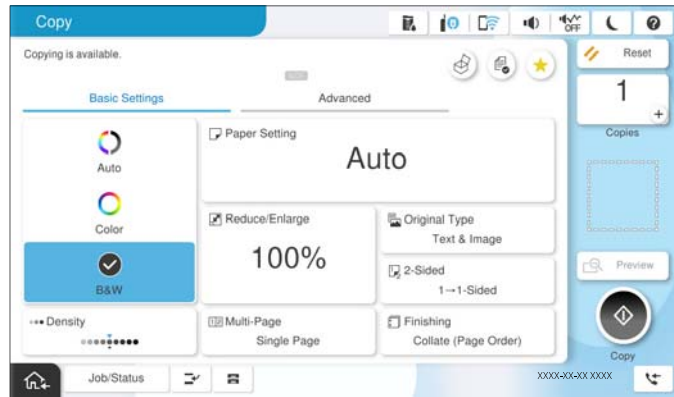 Copy
OFF
Copying is available.
Basic Settings
Advanced
Auto
Color
B&W
Density
Paper Setting
Auto
Reduce/Enlarge
100%
Original Type
Text & Image
2-Sided
1→1-Sided
Multi-Page
Single Page
Finishing
Collate (Page Order)
Reset
1
Copies
Preview
Copy
Job/Status
XXXX-XX-XX XXXX